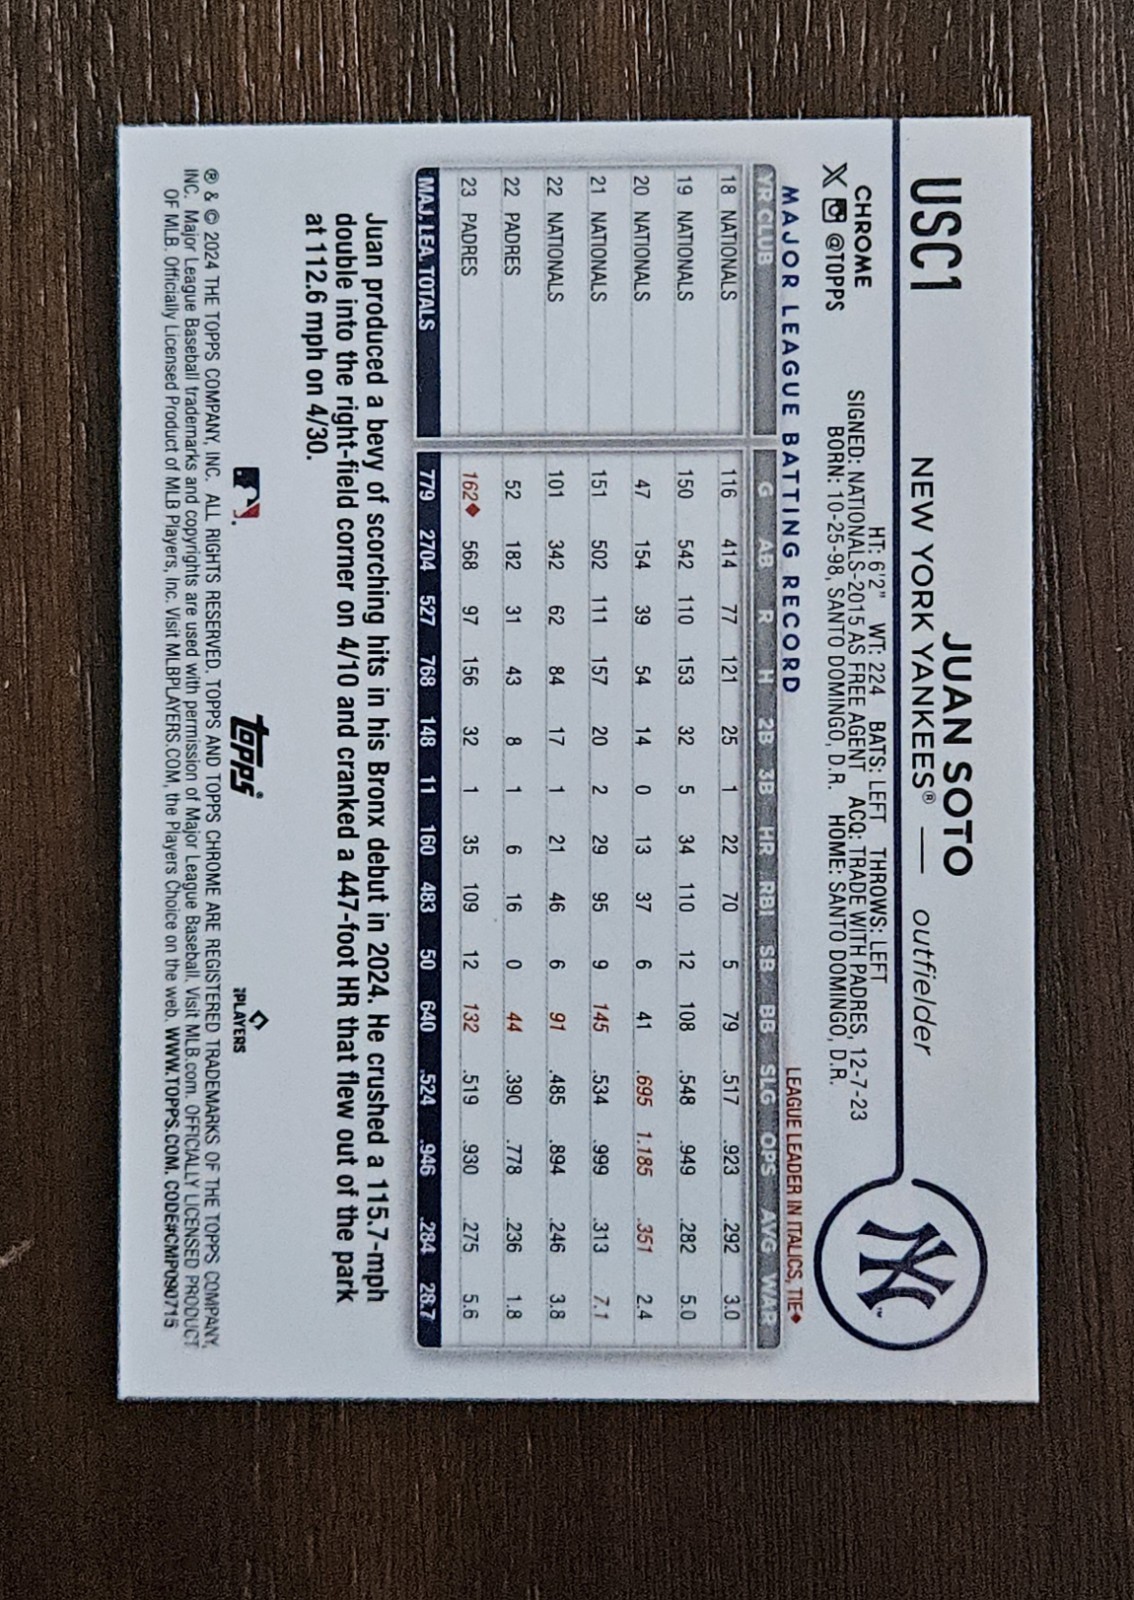 USC1
JUAN SOTO
NEW YORK YANKEES® — outfielder
NY
™
CHROME
X @TOPPS
HT: 6'2" WT: 224 BATS: LEFT THROWS: LEFT
SIGNED: NATIONALS-2015 AS FREE AGENT ACQ: TRADE WITH PADRES, 12-7-23
BORN: 10-25-98, SANTO DOMINGO, D.R. HOME: SANTO DOMINGO, D.R.
MAJOR LEAGUE BATTING RECORD LEAGUE LEADER IN ITALICS, TIE♦
YR CLUB G AB R H 2B 3B HR RBI SB BB SLG OPS AVG WAR
18 NATIONALS 116 414 77 121 25 1 22 70 5 79 .517 .923 .292 3.0
19 NATIONALS 150 542 110 153 32 5 34 110 12 108 .548 .949 .282 5.0
20 NATIONALS 47 154 39 54 14 0 13 37 6 41 .695 1.185 .351 2.4
21 NATIONALS 151 502 111 157 20 2 29 95 9 145 .534 .999 .313 7.1
22 NATIONALS 101 342 62 84 17 1 21 46 6 91 .485 .894 .246 3.8
22 PADRES 52 182 31 43 8 1 6 16 0 44 .390 .778 .236 1.8
23 PADRES 162♦ 568 97 156 32 1 35 109 12 132 .519 .930 .275 5.6
MAJ. LEA. TOTALS 779 2704 527 768 148 11 160 483 50 640 .524 .946 .284 28.7
Juan produced a bevy of scorching hits in his Bronx debut in 2024. He crushed a 115.7-mph
double into the right-field corner on 4/10 and cranked a 447-foot HR that flew out of the park
at 112.6 mph on 4/30.
topps®
PLAYERS
® & © 2024 THE TOPPS COMPANY, INC. ALL RIGHTS RESERVED. TOPPS AND TOPPS CHROME ARE REGISTERED TRADEMARKS OF THE TOPPS COMPANY,
INC. Major League Baseball trademarks and copyrights are used with permission of Major League Baseball. Visit MLB.com. OFFICIALLY LICENSED PRODUCT
OF MLB. Officially Licensed Product of MLB Players, Inc. Visit MLBPLAYERS.COM, the Players Choice on the web. WWW.TOPPS.COM. CODE#CMP090715